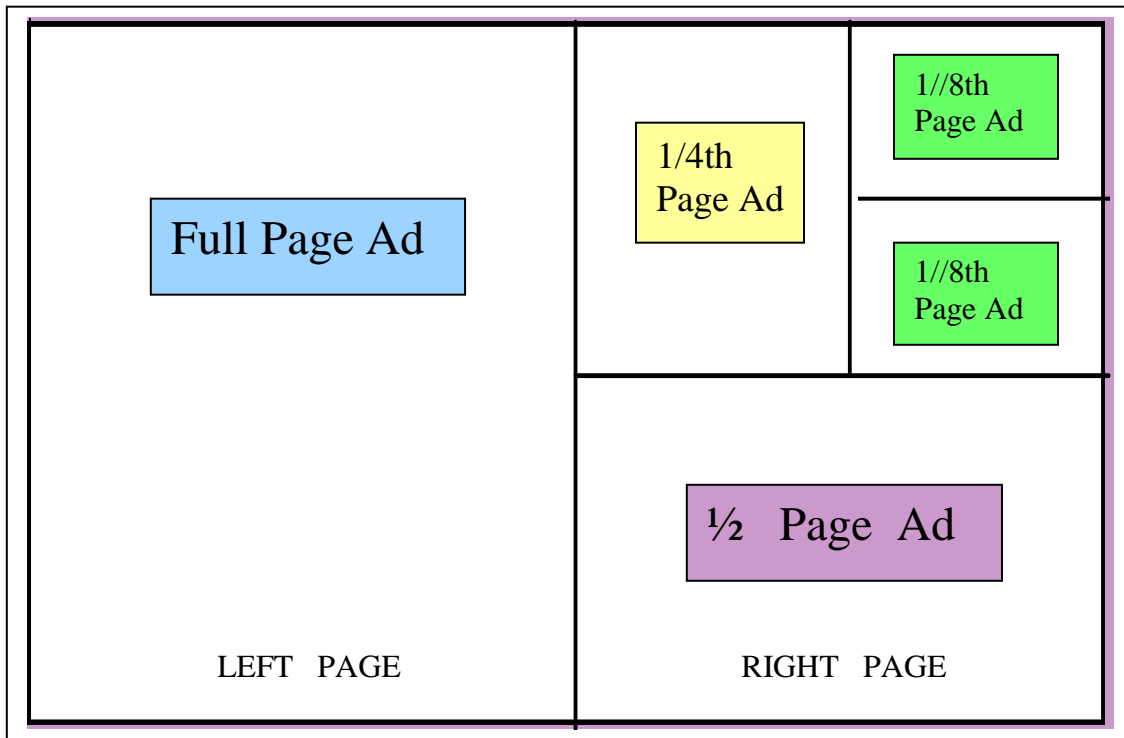 Full Page Ad
LEFT PAGE
1/4th
Page Ad
1//8th
Page Ad
1//8th
Page Ad
½ Page Ad
RIGHT PAGE